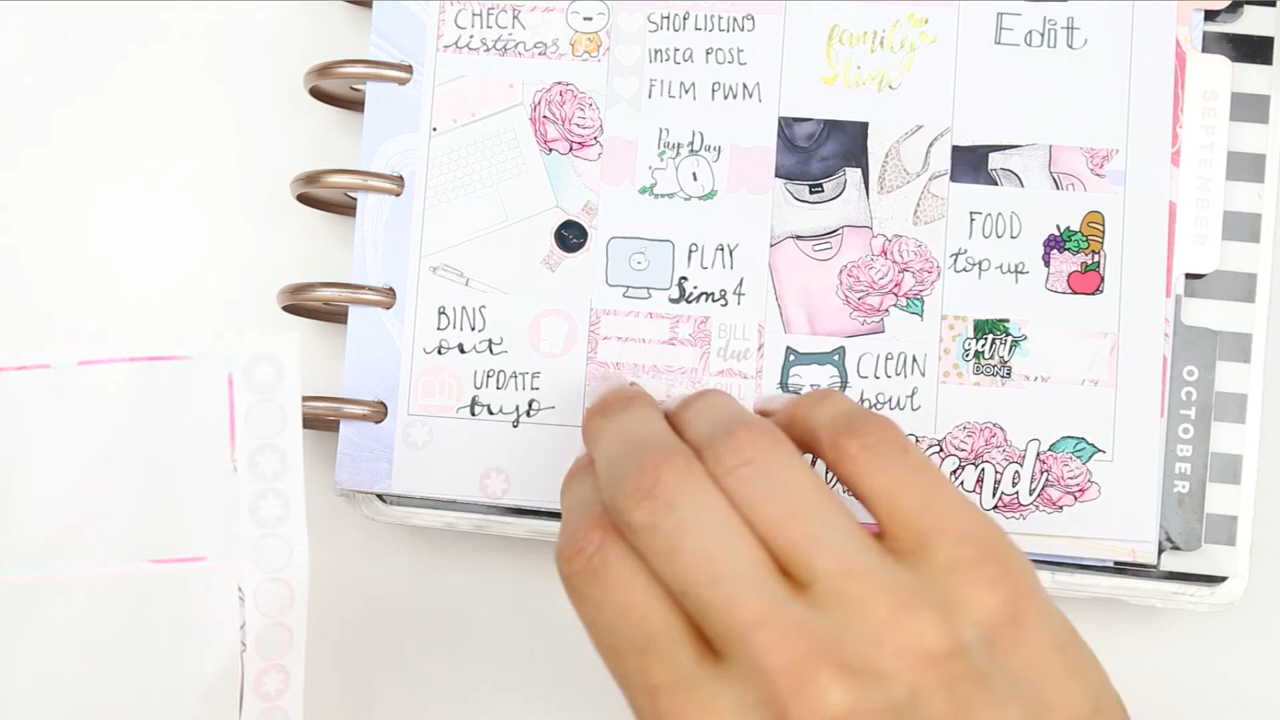 CHECK
listings
SHOP LISTING
insta POST
FILM PWM
Pay Day
PLAY
Sims 4
BINS
out
UPDATE
bujo
BILL
due
BILL
family
time
CLEAN
bowl
Edit
FOOD
top up
get it
DONE
SEPTEMBER
OCTOBER